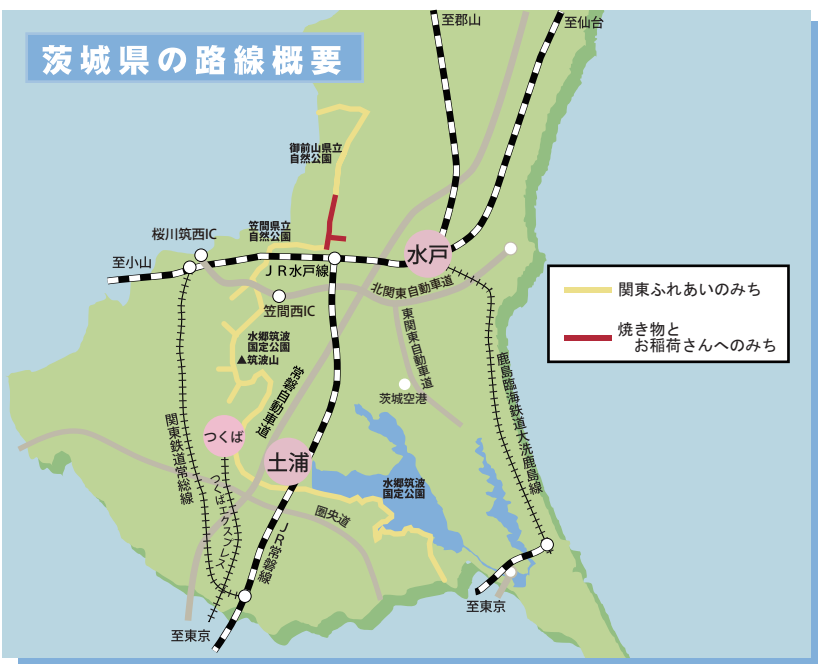 茨城県の路線概要
至郡山
至仙台
御前山県立
自然公園
笠間県立
自然公園
桜川筑西IC
至小山
水戸
JR水戸線
北関東自動車道
笠間西IC
関東ふれあいのみち
焼き物と
お稲荷さんへのみち
東関東自動車道
水郷筑波
国定公園
▲筑波山
常磐自動車道
茨城空港
鹿島臨海鉄道大洗鹿島線
関東鉄道常総線
つくば
土浦
つくばエクスプレス
水郷筑波
国定公園
圏央道
JR常磐線
至東京
至東京